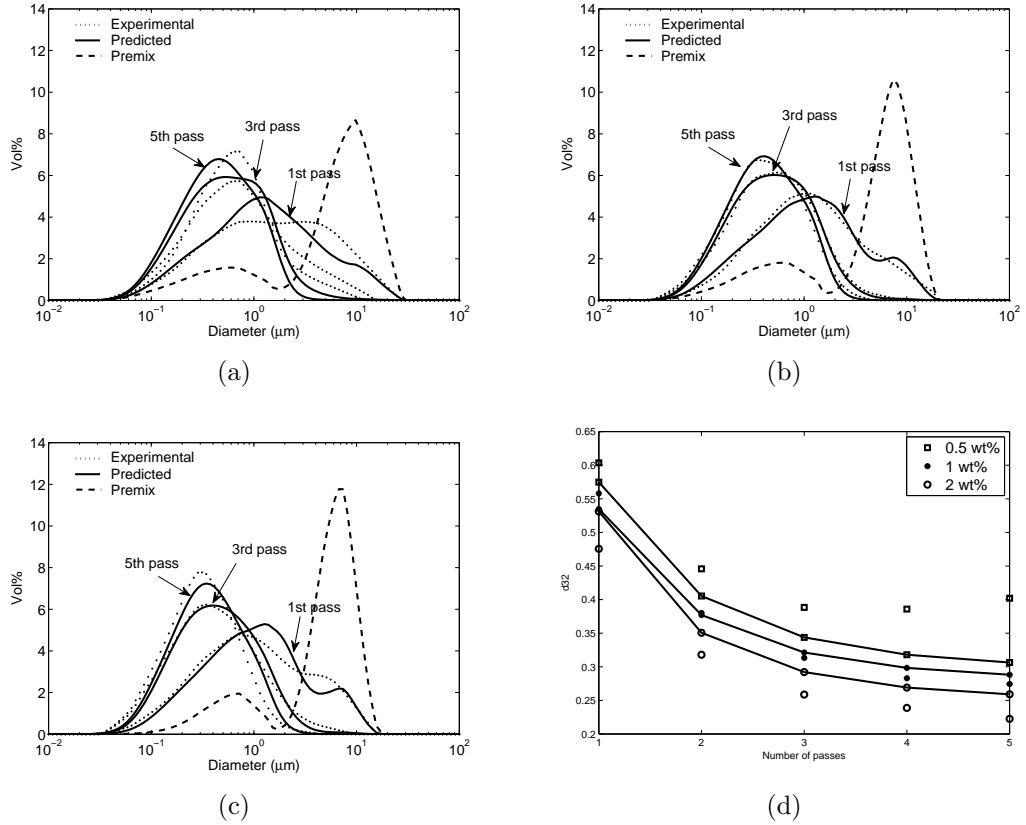 14
12
10
8
6
4
2
0
Vol%
Experimental
Predicted
Premix
5th pass
3rd pass
1st pass
10^-2 10^-1 10^0 10^1 10^2
Diameter (μm)
(a)
14
12
10
8
6
4
2
0
Vol%
Experimental
Predicted
Premix
5th pass
3rd pass
1st pass
10^-2 10^-1 10^0 10^1 10^2
Diameter (μm)
(b)
14
12
10
8
6
4
2
0
Vol%
Experimental
Predicted
Premix
5th pass
3rd pass
1st pass
10^-2 10^-1 10^0 10^1 10^2
Diameter (μm)
(c)
0.65
0.6
0.55
0.5
0.45
0.4
0.35
0.3
0.25
0.2
d32
0.5 wt%
1 wt%
2 wt%
1 2 3 4 5
Number of passes
(d)